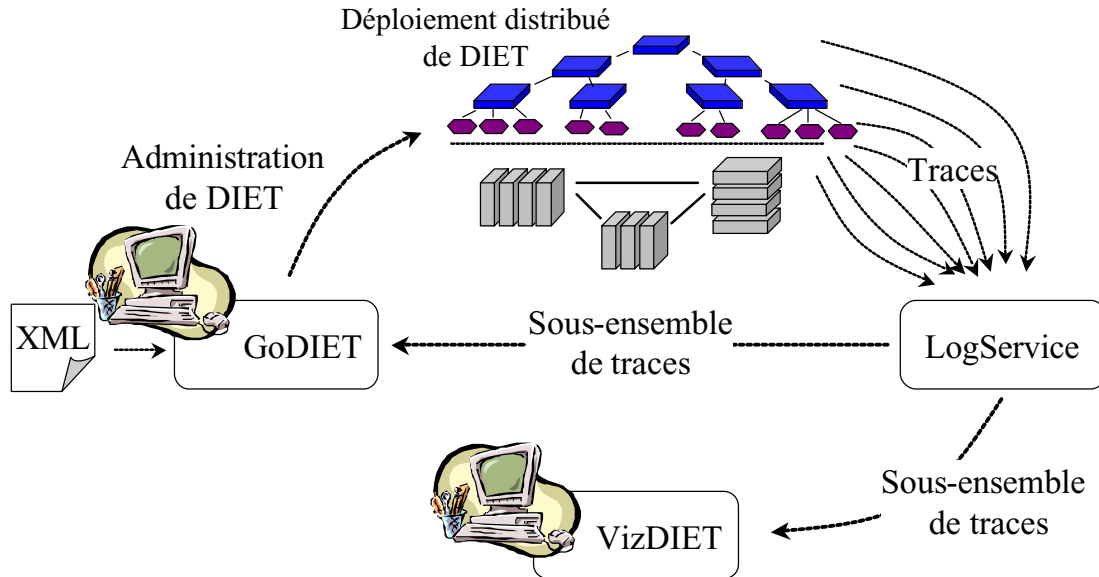 Déploiement distribué
de DIET
Administration
de DIET
Traces
XML
GoDIET
Sous-ensemble
de traces
LogService
Sous-ensemble
de traces
VizDIET